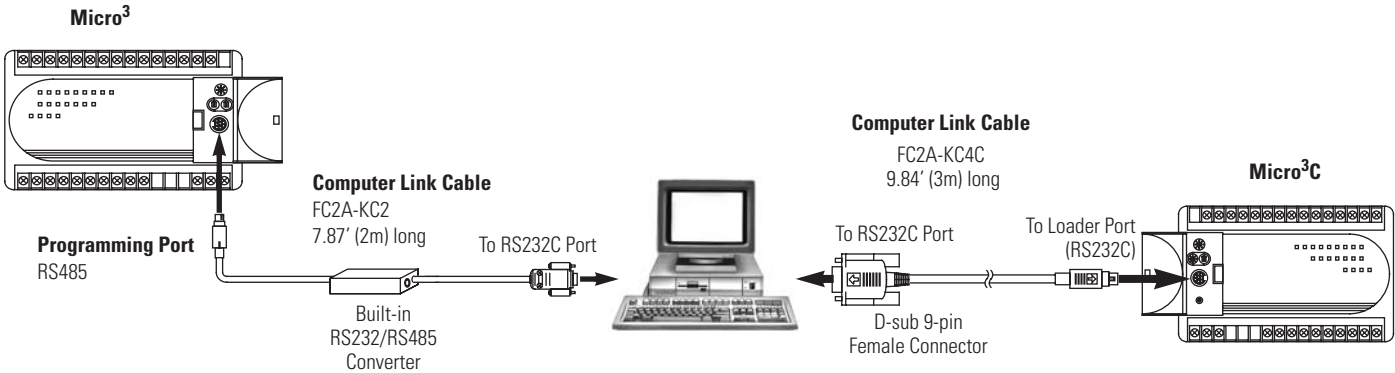 Micro3
Computer Link Cable
FC2A-KC2
7.87′ (2m) long
Programming Port
RS485
To RS232C Port
Built-in
RS232/RS485
Converter
Computer Link Cable
FC2A-KC4C
9.84′ (3m) long
To RS232C Port
D-sub 9-pin
Female Connector
To Loader Port
(RS232C)
Micro3C